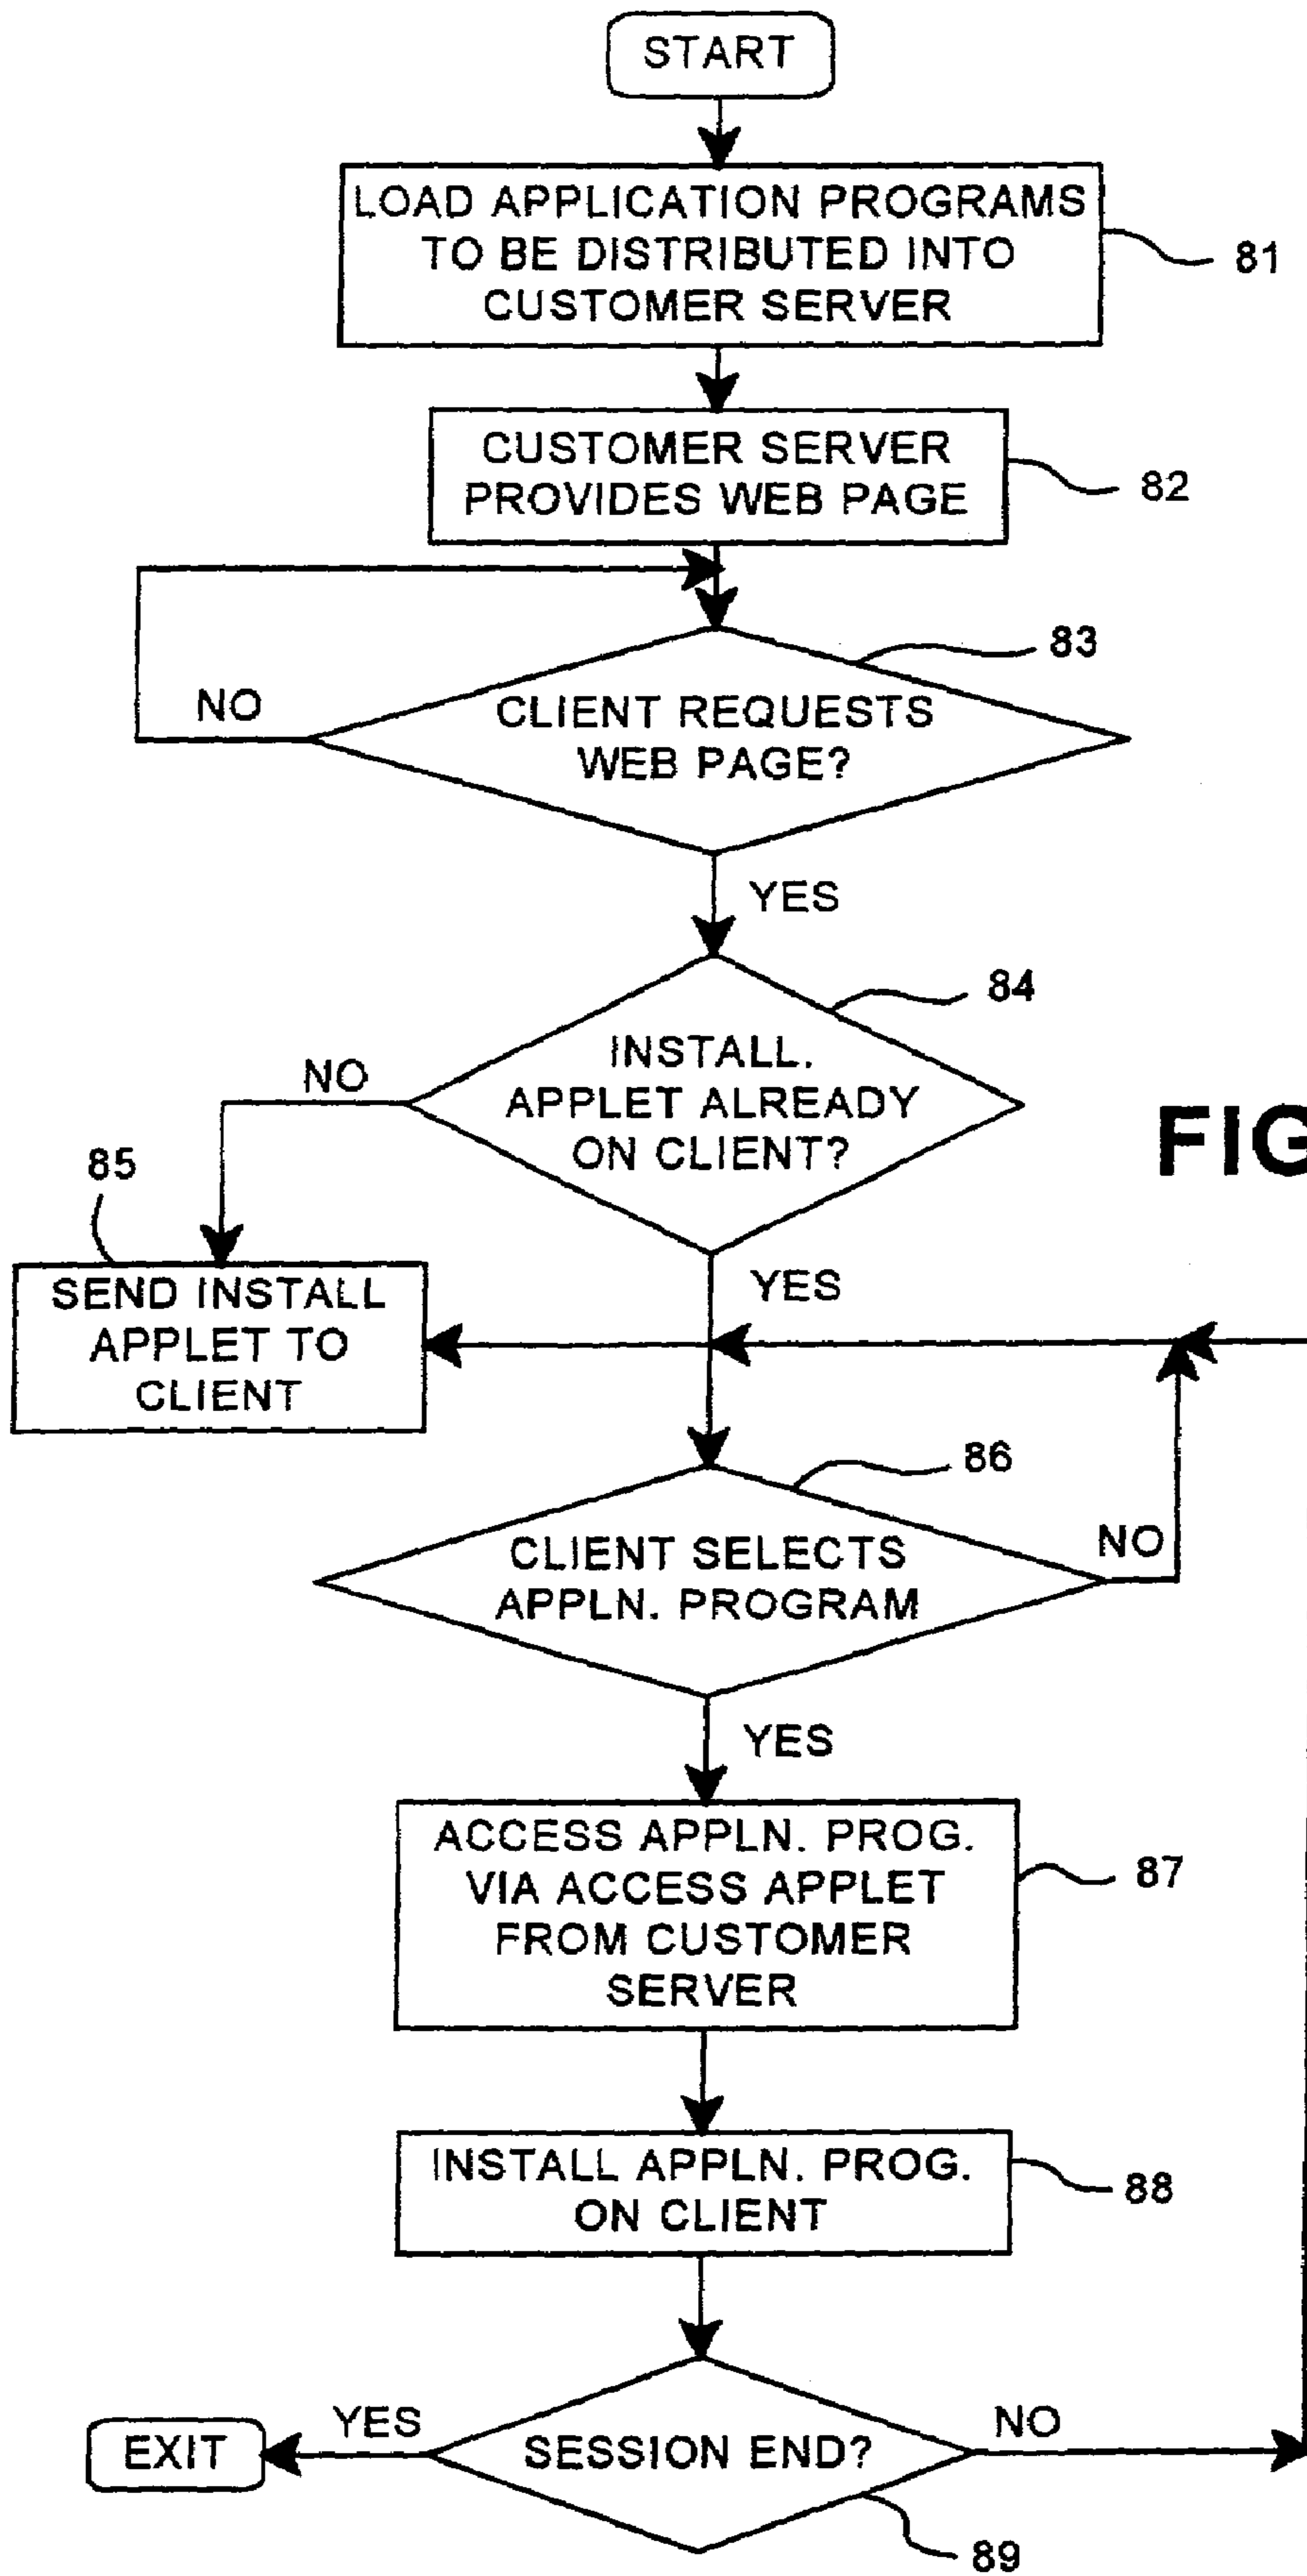 START
LOAD APPLICATION PROGRAMS
TO BE DISTRIBUTED INTO
CUSTOMER SERVER
81
CUSTOMER SERVER
PROVIDES WEB PAGE
82
83
NO
CLIENT REQUESTS
WEB PAGE?
YES
84
NO
INSTALL.
APPLET ALREADY
ON CLIENT?
FIG
85
YES
SEND INSTALL
APPLET TO
CLIENT
86
CLIENT SELECTS
APPLN. PROGRAM
NO
YES
ACCESS APPLN. PROG.
VIA ACCESS APPLET
FROM CUSTOMER
SERVER
87
INSTALL APPLN. PROG.
ON CLIENT
88
YES
NO
EXIT
SESSION END?
89